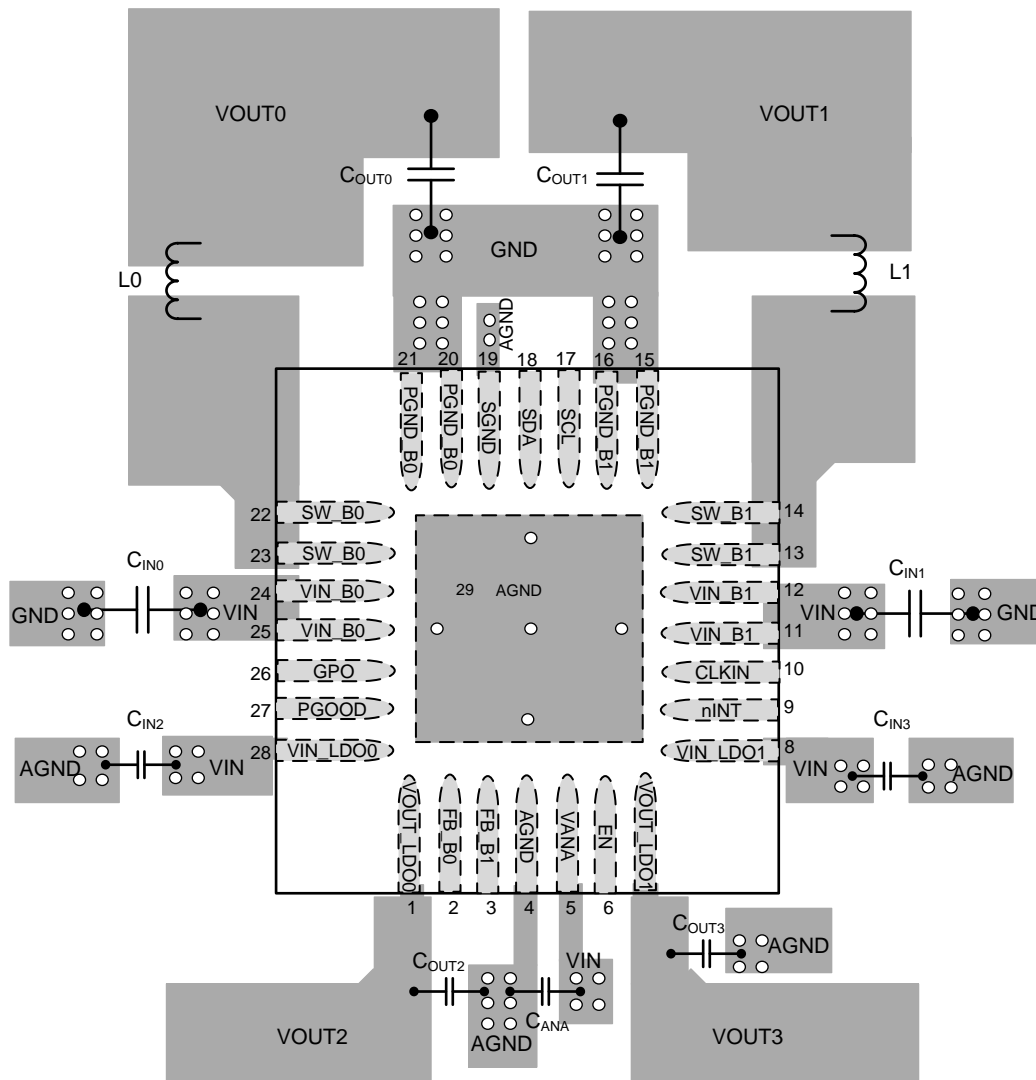 VOUT0
VOUT1
COUT0
COUT1
GND
L0
L1
AGND
21
20
19
18
17
16
15
PGND_B0
PGND_B0
SGND
SDA
SCL
PGND_B1
PGND_B1
22
SW_B0
SW_B1
14
23
SW_B0
SW_B1
13
CIN0
CIN1
24
VIN_B0
29
AGND
VIN_B1
12
GND
VIN
VIN
GND
25
VIN_B0
VIN_B1
11
26
GPO
CLKIN
10
27
PGOOD
nINT
9
CIN2
CIN3
28
VIN_LDO0
VIN_LDO1
8
AGND
VIN
VIN
AGND
VOUT_LDO0
FB_B0
FB_B1
AGND
VANA
EN
VOUT_LDO1
1
2
3
4
5
6
COUT3
AGND
COUT2
VIN
CANA
VOUT2
AGND
VOUT3